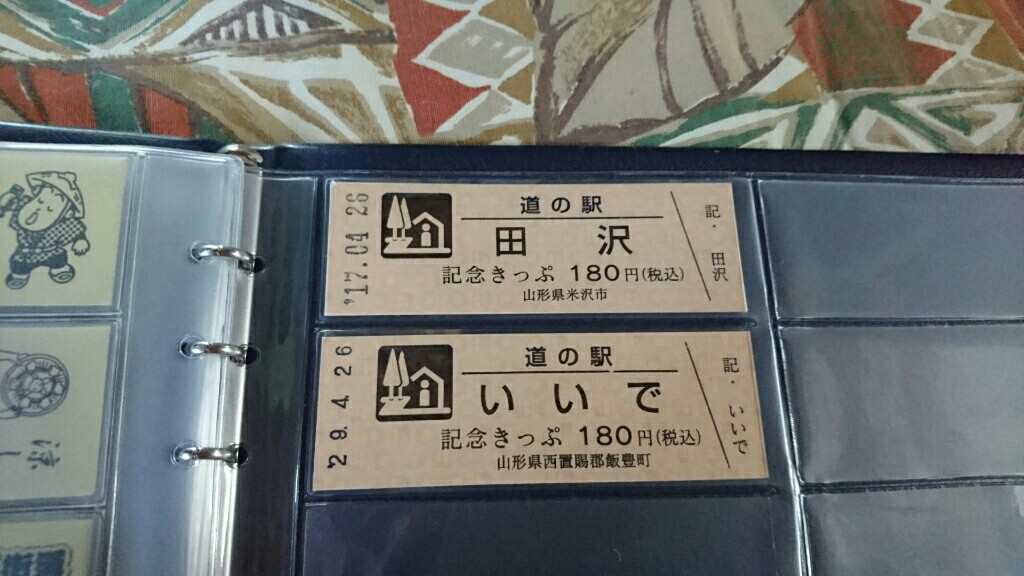 '17.04 26
道の駅
田 沢
記念きっぷ 180円(税込)
山形県米沢市
記・田沢
29.4.26
道の駅
いいで
記念きっぷ 180円(税込)
山形県西置賜郡飯豊町
記・いいで